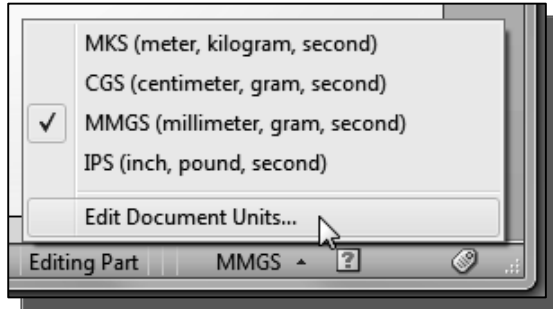 MKS (meter, kilogram, second)
CGS (centimeter, gram, second)
MMGS (millimeter, gram, second)
IPS (inch, pound, second)
Edit Document Units...
Editing Part MMGS ?